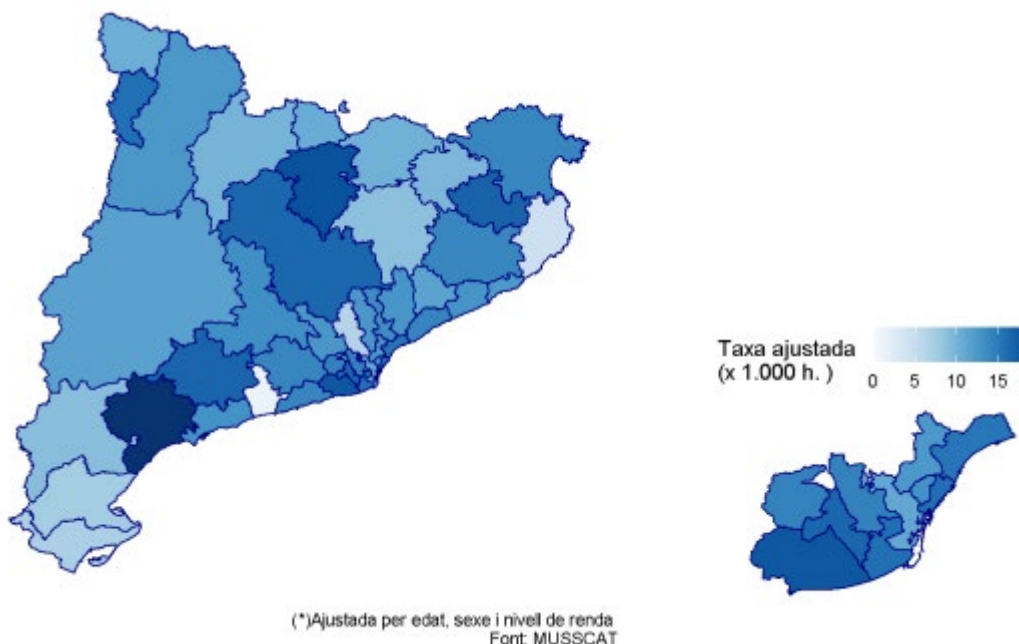 Taxa ajustada
(x 1.000 h. )
0 5 10 15
(*)Ajustada per edat, sexe i nivell de renda
Font: MUSSCAT